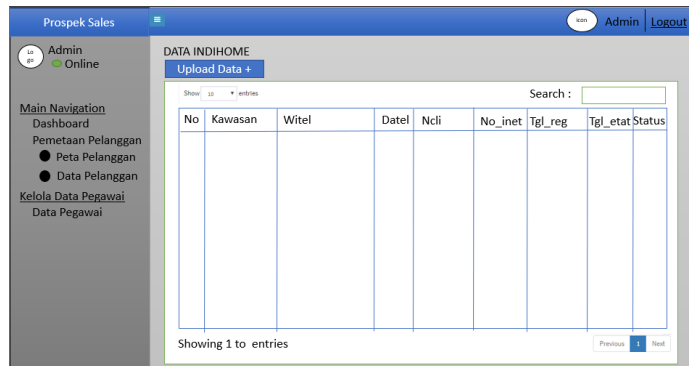 Prospek Sales
icon Admin Logout
Lo
go
Admin
Online
Main Navigation
Dashboard
Pemetaan Pelanggan
Peta Pelanggan
Data Pelanggan
Kelola Data Pegawai
Data Pegawai
DATA INDIHOME
Upload Data +
Show 10 entries
Search :
No Kawasan Witel Datel Ncli No_inet Tgl_reg Tgl_etat Status
Showing 1 to entries
Previous 1 Next